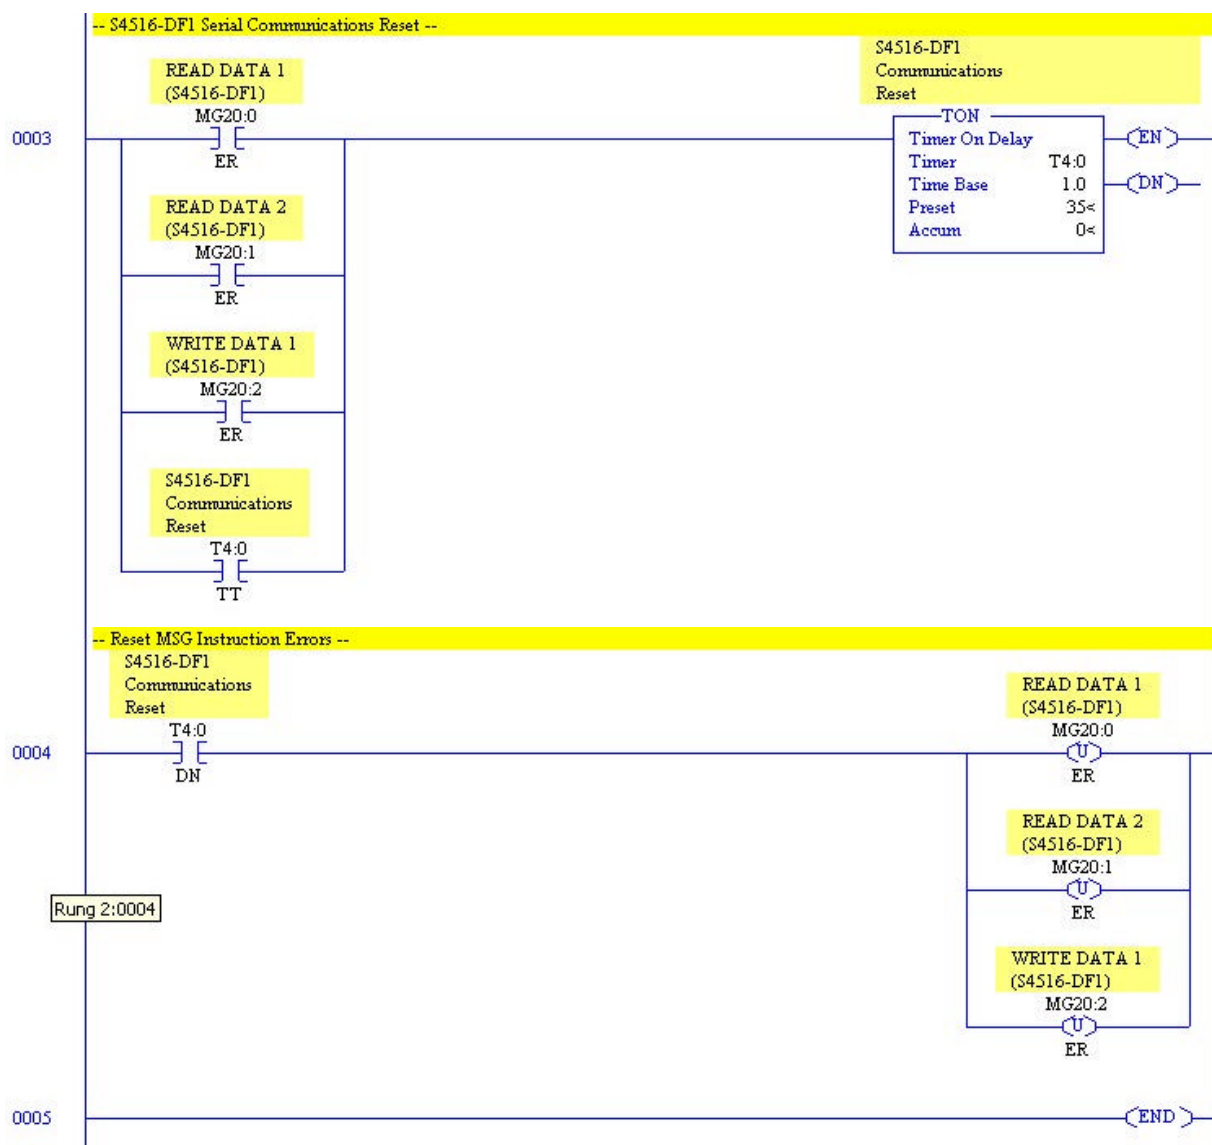 -- S4516-DF1 Serial Communications Reset --
S4516-DF1
Communications
Reset
READ DATA 1
(S4516-DF1)
MG20:0
ER
0003
TON
Timer On Delay
Timer T4:0
Time Base 1.0
Preset 35<
Accum 0<
EN
DN
READ DATA 2
(S4516-DF1)
MG20:1
ER
WRITE DATA 1
(S4516-DF1)
MG20:2
ER
S4516-DF1
Communications
Reset
T4:0
TT
-- Reset MSG Instruction Errors --
S4516-DF1
Communications
Reset
T4:0
DN
0004
READ DATA 1
(S4516-DF1)
MG20:0
U
ER
READ DATA 2
(S4516-DF1)
MG20:1
U
ER
Rung 2:0004
WRITE DATA 1
(S4516-DF1)
MG20:2
U
ER
0005
END